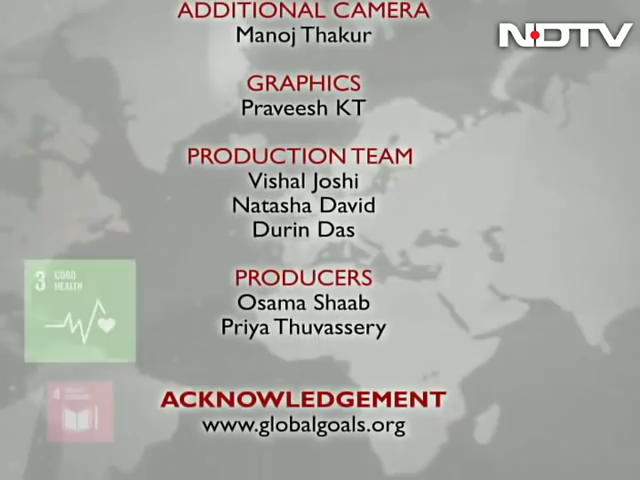 ADDITIONAL CAMERA
Manoj Thakur
NDTV
GRAPHICS
Praveesh KT
PRODUCTION TEAM
Vishal Joshi
Natasha David
Durin Das
PRODUCERS
Osama Shaab
Priya Thuvassery
3 GOOD
HEALTH
ACKNOWLEDGEMENT
www.globalgoals.org
4